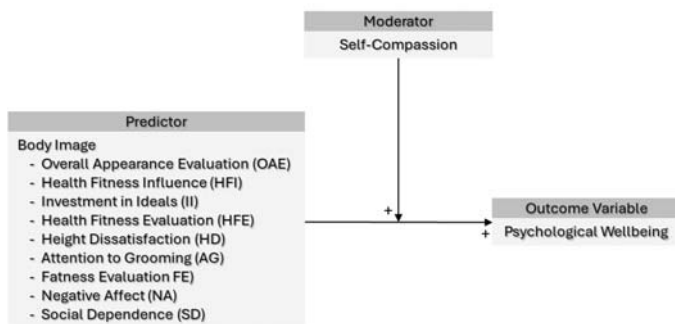 Moderator
Self-Compassion
Predictor
Body Image
- Overall Appearance Evaluation (OAE)
- Health Fitness Influence (HFI)
- Investment in Ideals (II)
- Health Fitness Evaluation (HFE)
- Height Dissatisfaction (HD)
- Attention to Grooming (AG)
- Fatness Evaluation FE)
- Negative Affect (NA)
- Social Dependence (SD)
+
+
Outcome Variable
Psychological Wellbeing